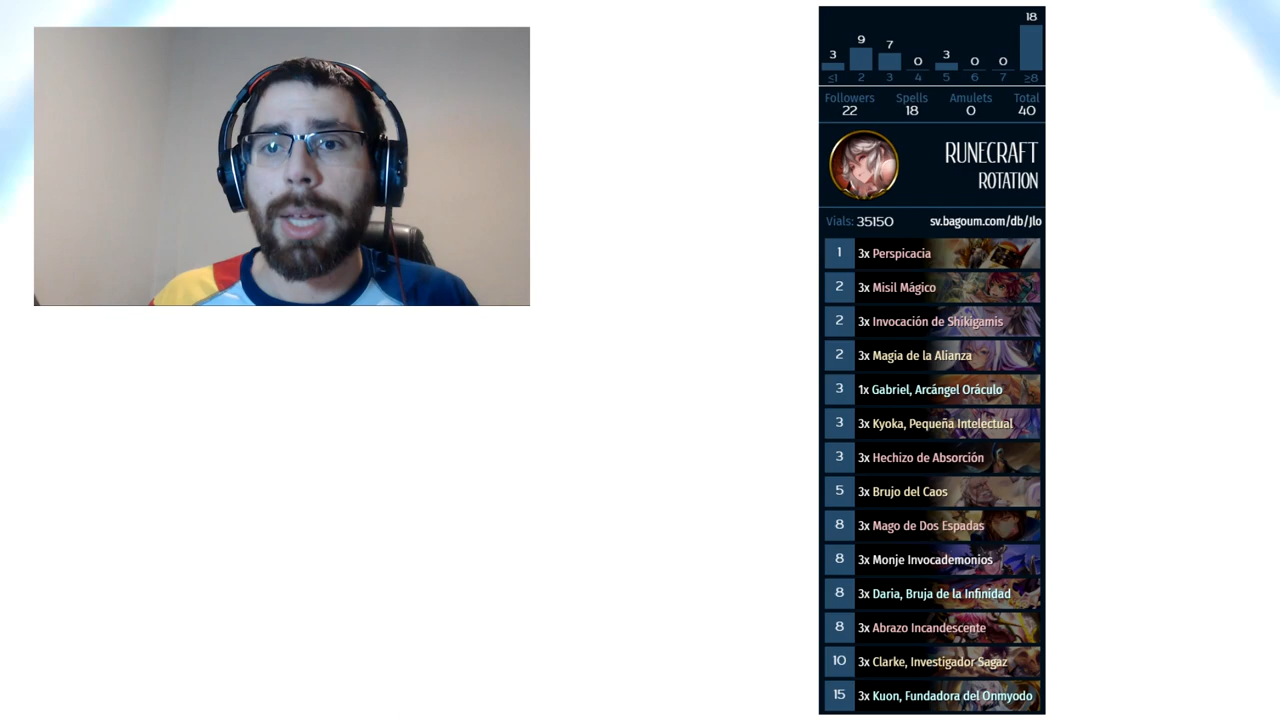 3 9 7 0 3 0 0 18
≤1 2 3 4 5 6 7 ≥8
Followers Spells Amulets Total
22 18 0 40
RUNECRAFT
ROTATION
Vials: 35150 sv.bagoum.com/db/Jlo
1 3x Perspicacia
2 3x Misil Mágico
2 3x Invocación de Shikigamis
2 3x Magia de la Alianza
3 1x Gabriel, Arcángel Oráculo
3 3x Kyoka, Pequeña Intelectual
3 3x Hechizo de Absorción
5 3x Brujo del Caos
8 3x Mago de Dos Espadas
8 3x Monje Invocademonios
8 3x Daria, Bruja de la Infinidad
8 3x Abrazo Incandescente
10 3x Clarke, Investigador Sagaz
15 3x Kuon, Fundadora del Onmyodo